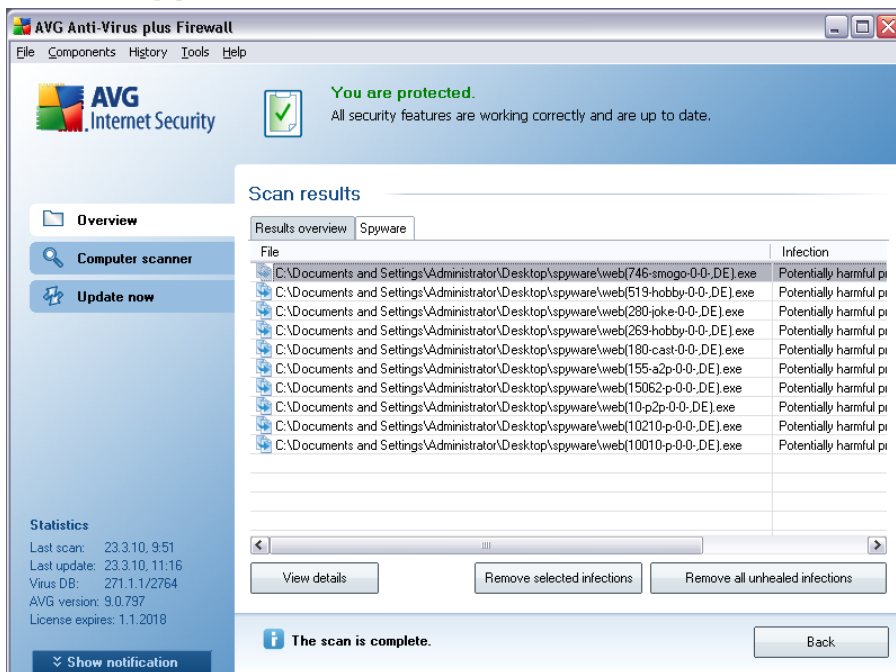 AVG Anti-Virus plus Firewall
File Components History Tools Help
AVG
Internet Security
You are protected.
All security features are working correctly and are up to date.
Overview
Computer scanner
Update now
Scan results
Results overview Spyware
File Infection
C:\Documents and Settings\Administrator\Desktop\spyware\web(746-smogo-0-0-,DE).exe Potentially harmful pr
C:\Documents and Settings\Administrator\Desktop\spyware\web(519-hobby-0-0-,DE).exe Potentially harmful pr
C:\Documents and Settings\Administrator\Desktop\spyware\web(280-joke-0-0-,DE).exe Potentially harmful pr
C:\Documents and Settings\Administrator\Desktop\spyware\web(269-hobby-0-0-,DE).exe Potentially harmful pr
C:\Documents and Settings\Administrator\Desktop\spyware\web(180-cast-0-0-,DE).exe Potentially harmful pr
C:\Documents and Settings\Administrator\Desktop\spyware\web(155-a2p-0-0-,DE).exe Potentially harmful pr
C:\Documents and Settings\Administrator\Desktop\spyware\web(15062-p-0-0-,DE).exe Potentially harmful pr
C:\Documents and Settings\Administrator\Desktop\spyware\web(10-p2p-0-0-,DE).exe Potentially harmful pr
C:\Documents and Settings\Administrator\Desktop\spyware\web(10210-p-0-0-,DE).exe Potentially harmful pr
C:\Documents and Settings\Administrator\Desktop\spyware\web(10010-p-0-0-,DE).exe Potentially harmful pr
View details Remove selected infections Remove all unhealed infections
Statistics
Last scan: 23.3.10, 9:51
Last update: 23.3.10, 11:16
Virus DB: 271.1.1/2764
AVG version: 9.0.797
License expires: 1.1.2018
Show notification
The scan is complete.
Back